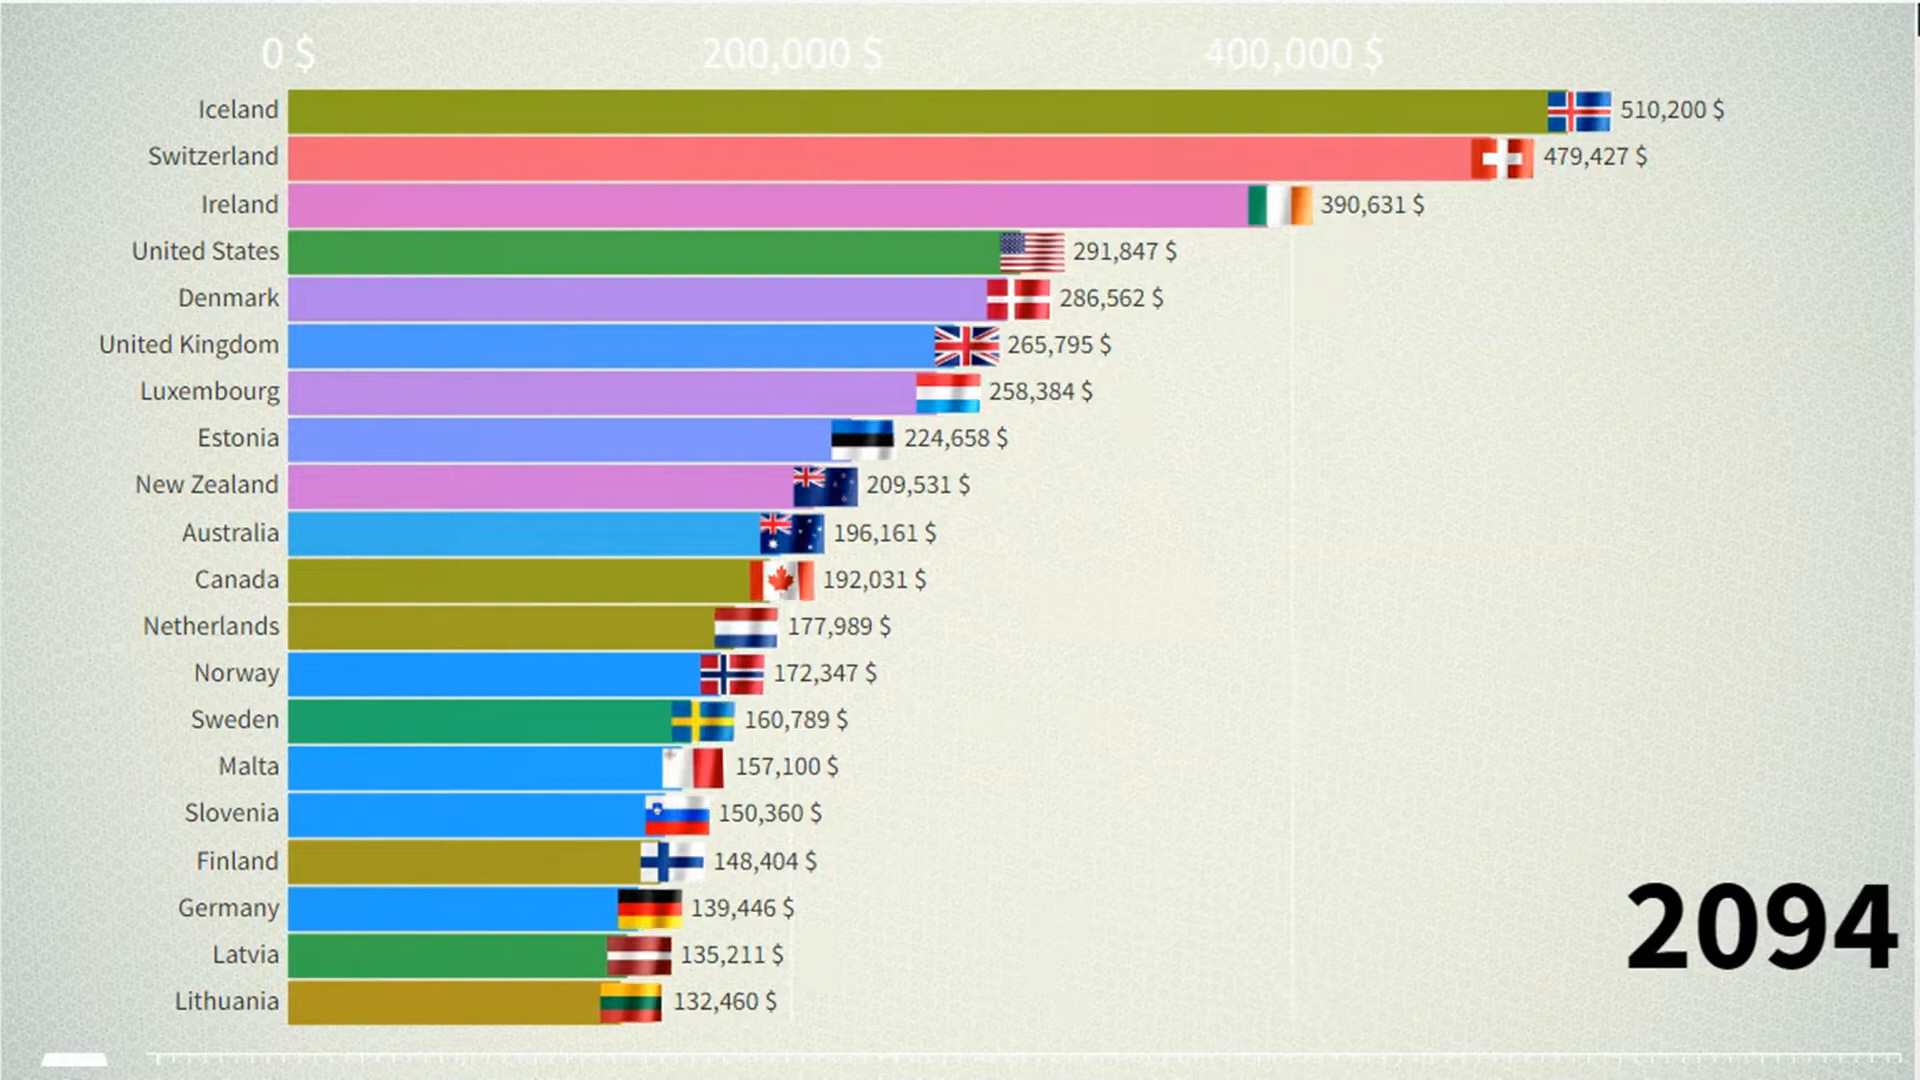 0 $ 200,000 $ 400,000 $
Iceland 510,200 $
Switzerland 479,427 $
Ireland 390,631 $
United States 291,847 $
Denmark 286,562 $
United Kingdom 265,795 $
Luxembourg 258,384 $
Estonia 224,658 $
New Zealand 209,531 $
Australia 196,161 $
Canada 192,031 $
Netherlands 177,989 $
Norway 172,347 $
Sweden 160,789 $
Malta 157,100 $
Slovenia 150,360 $
Finland 148,404 $
Germany 139,446 $
Latvia 135,211 $
Lithuania 132,460 $
2094